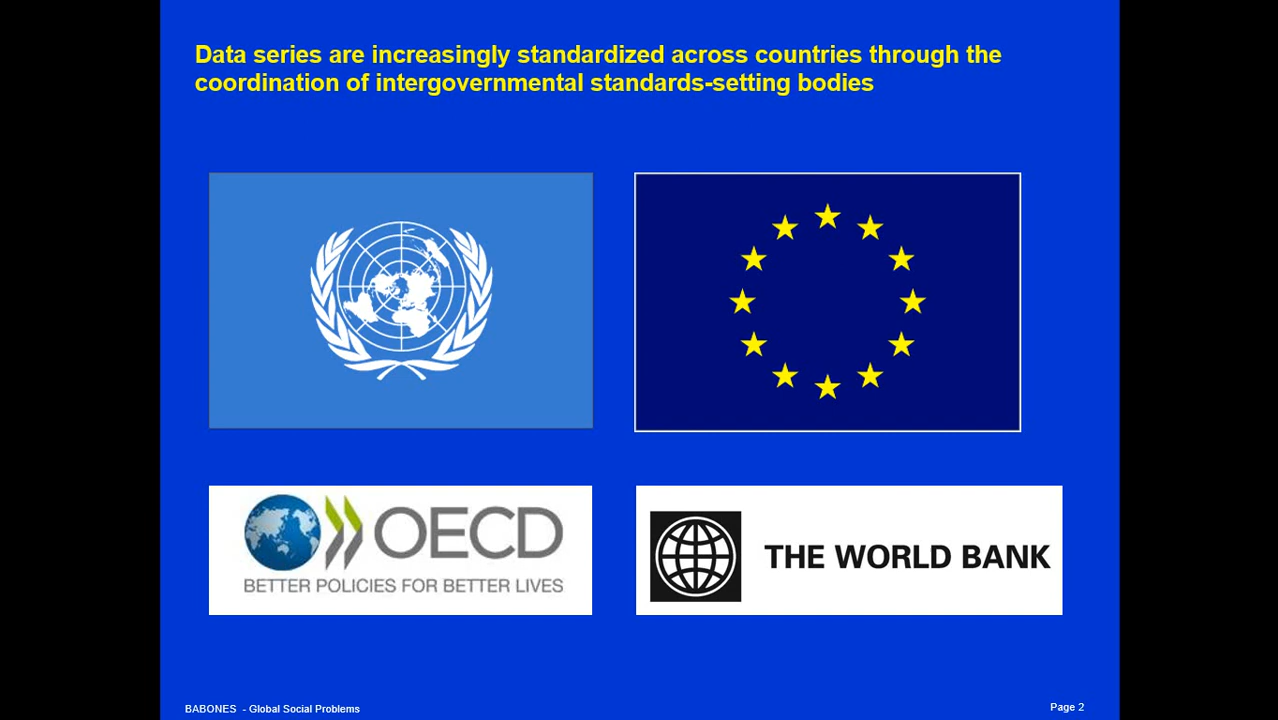 Data series are increasingly standardized across countries through the
coordination of intergovernmental standards-setting bodies
OECD
BETTER POLICIES FOR BETTER LIVES
THE WORLD BANK
BABONES - Global Social Problems
Page 2